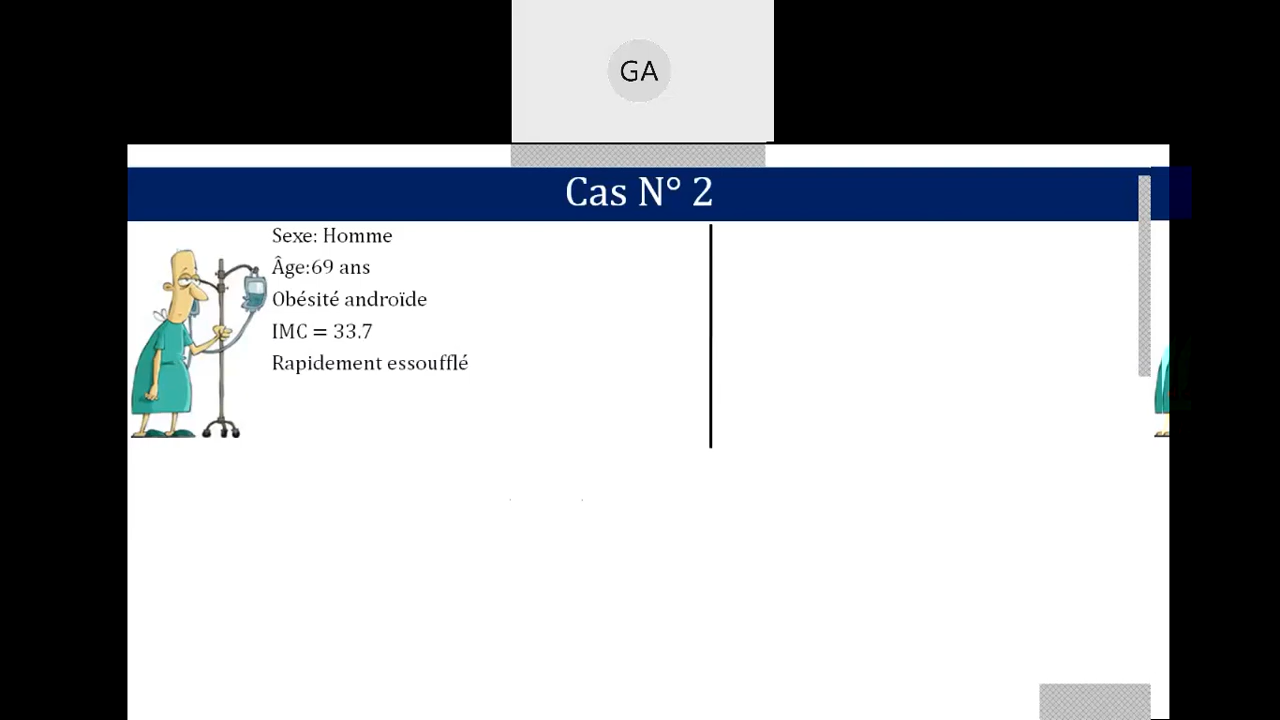 GA
Cas N° 2
Sexe: Homme
Âge:69 ans
Obésité androïde
IMC = 33.7
Rapidement essoufflé